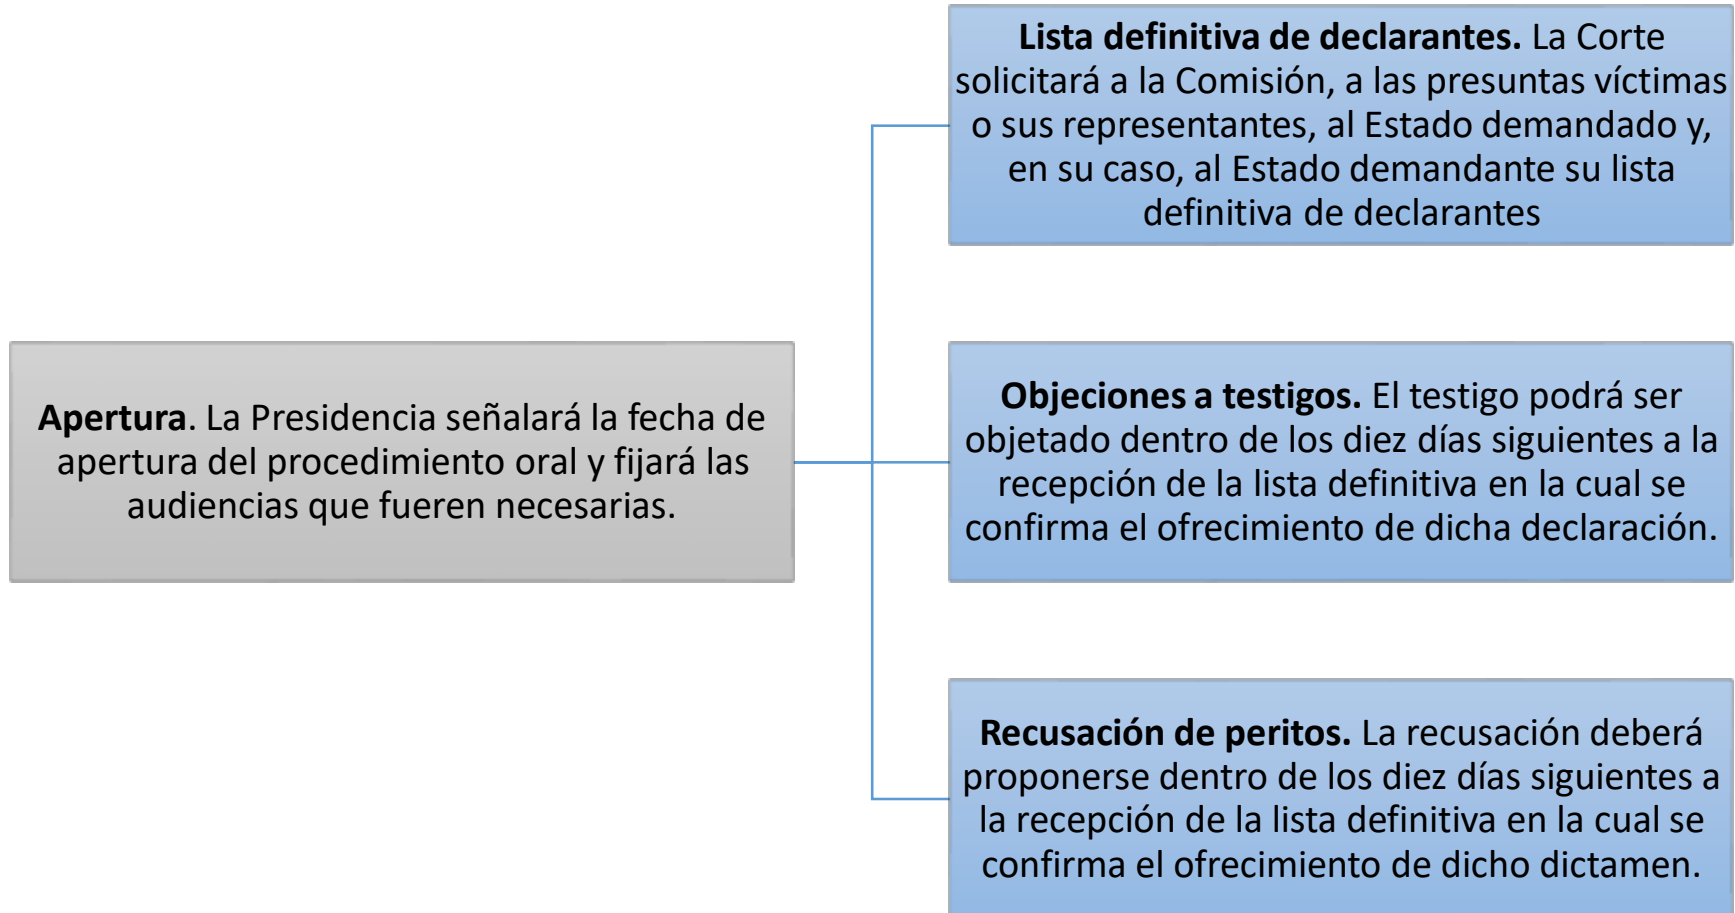 Lista definitiva de declarantes. La Corte
solicitará a la Comisión, a las presuntas víctimas
o sus representantes, al Estado demandado y,
en su caso, al Estado demandante su lista
definitiva de declarantes
Apertura. La Presidencia señalará la fecha de
apertura del procedimiento oral y fijará las
audiencias que fueren necesarias.
Objeciones a testigos. El testigo podrá ser
objetado dentro de los diez días siguientes a la
recepción de la lista definitiva en la cual se
confirma el ofrecimiento de dicha declaración.
Recusación de peritos. La recusación deberá
proponerse dentro de los diez días siguientes a
la recepción de la lista definitiva en la cual se
confirma el ofrecimiento de dicho dictamen.